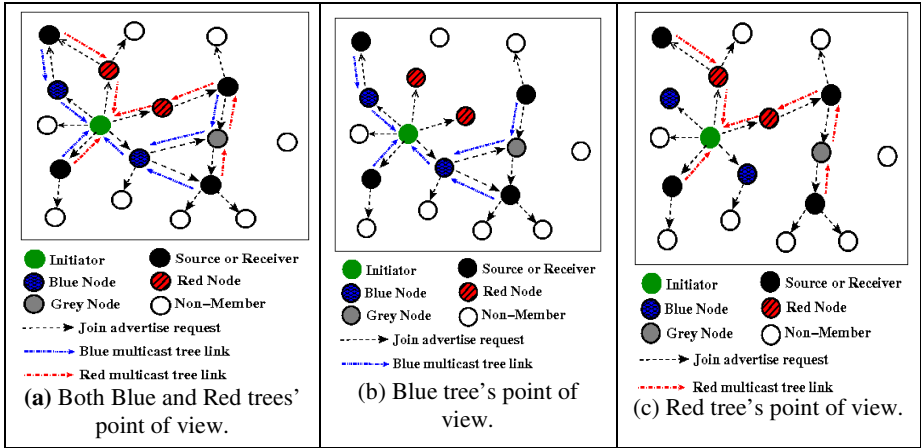 Initiator
Source or Receiver
Blue Node
Red Node
Grey Node
Non-Member
Join advertise request
Blue multicast tree link
Red multicast tree link
(a) Both Blue and Red trees'
point of view.
Initiator
Source or Receiver
Blue Node
Red Node
Grey Node
Non-Member
Join advertise request
Blue multicast tree link
(b) Blue tree's point of
view.
Initiator
Source or Receiver
Blue Node
Red Node
Grey Node
Non-Member
Join advertise request
Red multicast tree link
(c) Red tree's point of view.